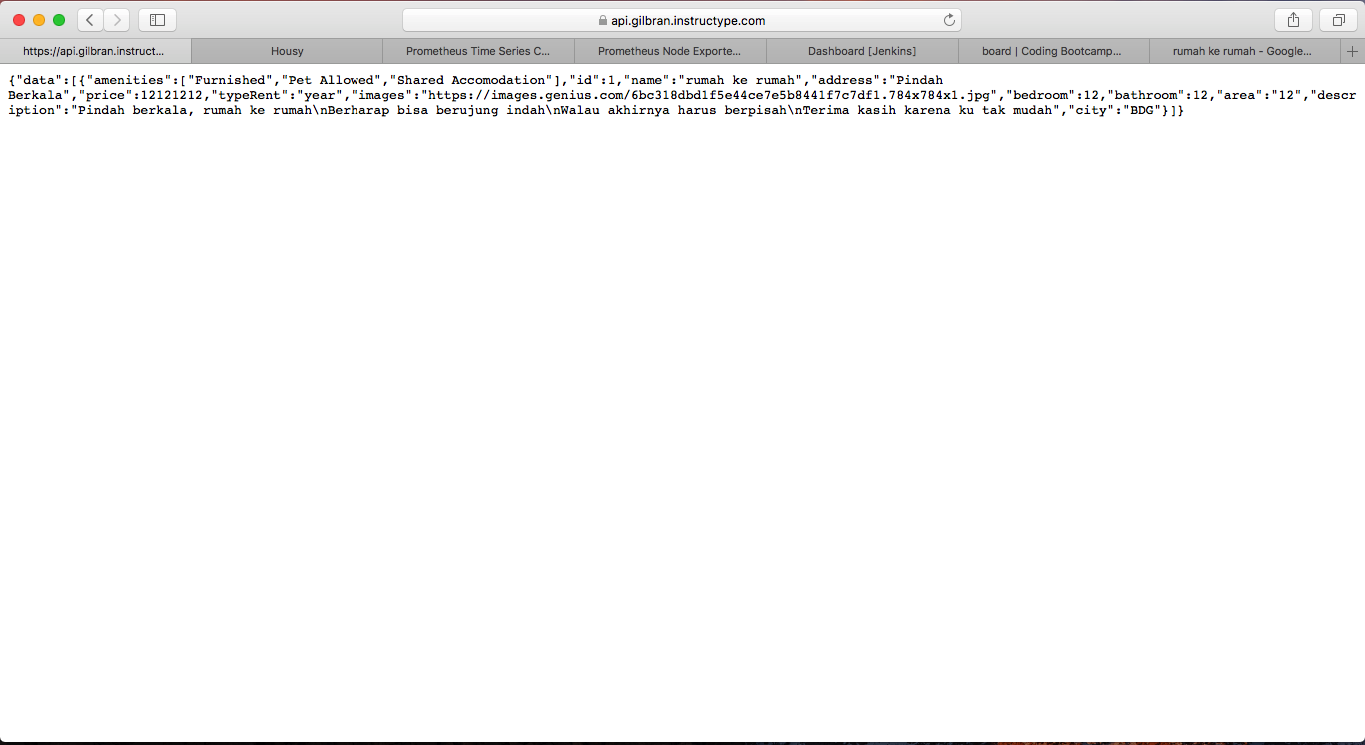 api.gilbran.instructype.com
https://api.gilbran.instruct... Housy Prometheus Time Series C... Prometheus Node Exporte... Dashboard [Jenkins] board | Coding Bootcamp... rumah ke rumah - Google...
{"data":[{"amenities":["Furnished","Pet Allowed","Shared Accomodation"],"id":1,"name":"rumah ke rumah","address":"Pindah
Berkala","price":12121212,"typeRent":"year","images":"https://images.genius.com/6bc318dbd1f5e44ce7e5b8441f7c7df1.784x784x1.jpg","bedroom":12,"bathroom":12,"area":"12","descr
iption":"Pindah berkala, rumah ke rumah\nBerharap bisa berujung indah\nWalau akhirnya harus berpisah\nTerima kasih karena ku tak mudah","city":"BDG"}]}